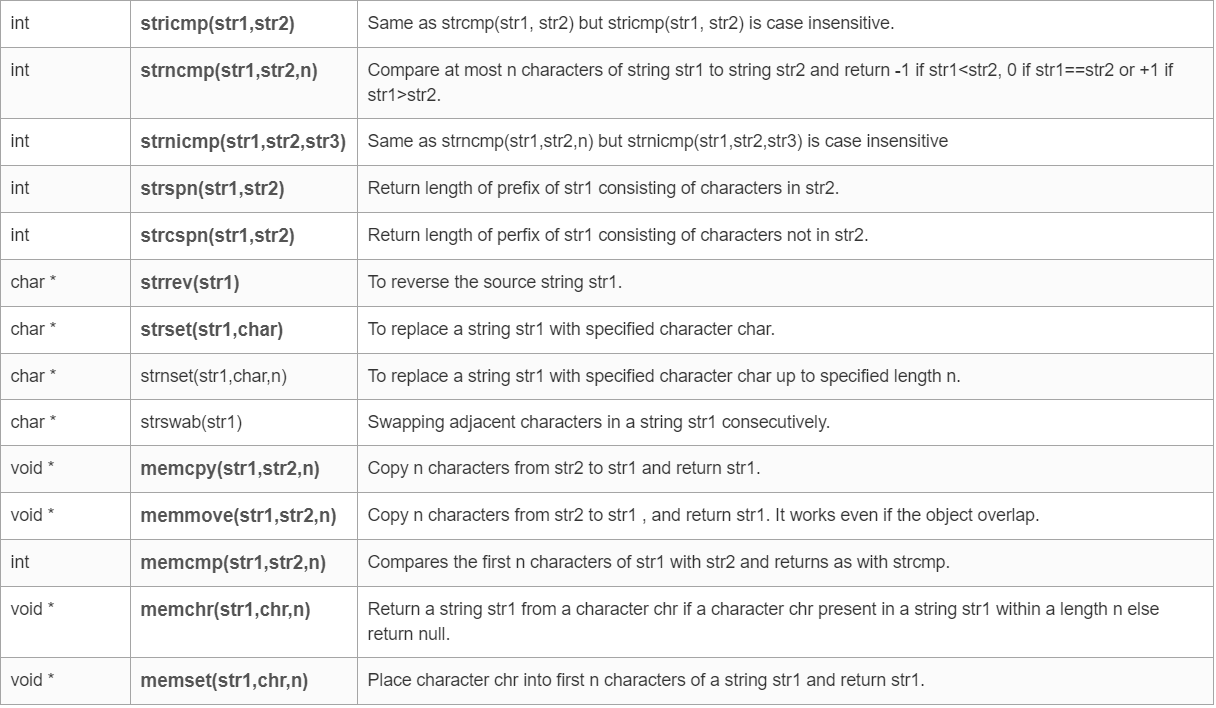 int stricmp(str1,str2) Same as strcmp(str1, str2) but stricmp(str1, str2) is case insensitive.
int strncmp(str1,str2,n) Compare at most n characters of string str1 to string str2 and return -1 if str1<str2, 0 if str1==str2 or +1 if
str1>str2.
int strnicmp(str1,str2,str3) Same as strncmp(str1,str2,n) but strnicmp(str1,str2,str3) is case insensitive
int strspn(str1,str2) Return length of prefix of str1 consisting of characters in str2.
int strcspn(str1,str2) Return length of perfix of str1 consisting of characters not in str2.
char * strrev(str1) To reverse the source string str1.
char * strset(str1,char) To replace a string str1 with specified character char.
char * strnset(str1,char,n) To replace a string str1 with specified character char up to specified length n.
char * strswab(str1) Swapping adjacent characters in a string str1 consecutively.
void * memcpy(str1,str2,n) Copy n characters from str2 to str1 and return str1.
void * memmove(str1,str2,n) Copy n characters from str2 to str1 , and return str1. It works even if the object overlap.
int memcmp(str1,str2,n) Compares the first n characters of str1 with str2 and returns as with strcmp.
void * memchr(str1,chr,n) Return a string str1 from a character chr if a character chr present in a string str1 within a length n else
return null.
void * memset(str1,chr,n) Place character chr into first n characters of a string str1 and return str1.